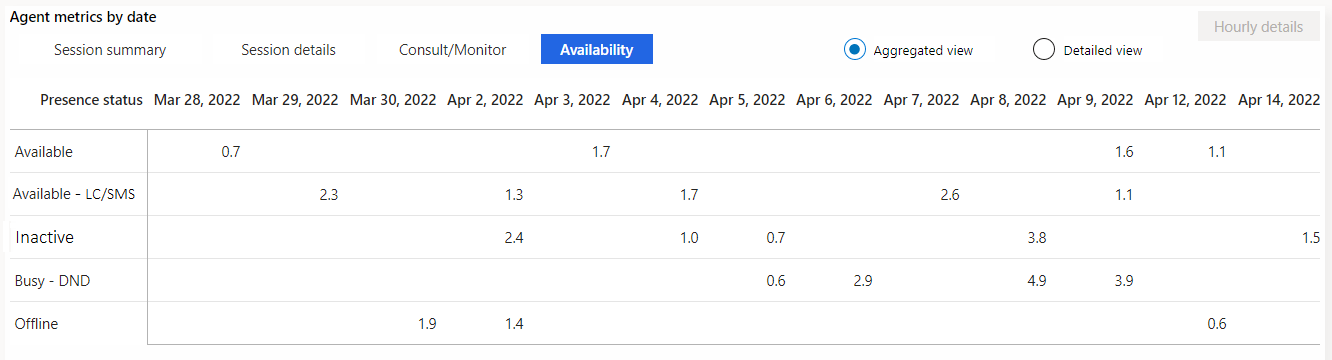 Agent metrics by date
Hourly details
Session summary Session details Consult/Monitor Availability Aggregated view Detailed view
Presence status Mar 28, 2022 Mar 29, 2022 Mar 30, 2022 Apr 2, 2022 Apr 3, 2022 Apr 4, 2022 Apr 5, 2022 Apr 6, 2022 Apr 7, 2022 Apr 8, 2022 Apr 9, 2022 Apr 12, 2022 Apr 14, 2022
Available 0.7 1.7 1.6 1.1
Available - LC/SMS 2.3 1.3 1.7 2.6 1.1
Inactive 2.4 1.0 0.7 3.8 1.5
Busy - DND 0.6 2.9 4.9 3.9
Offline 1.9 1.4 0.6